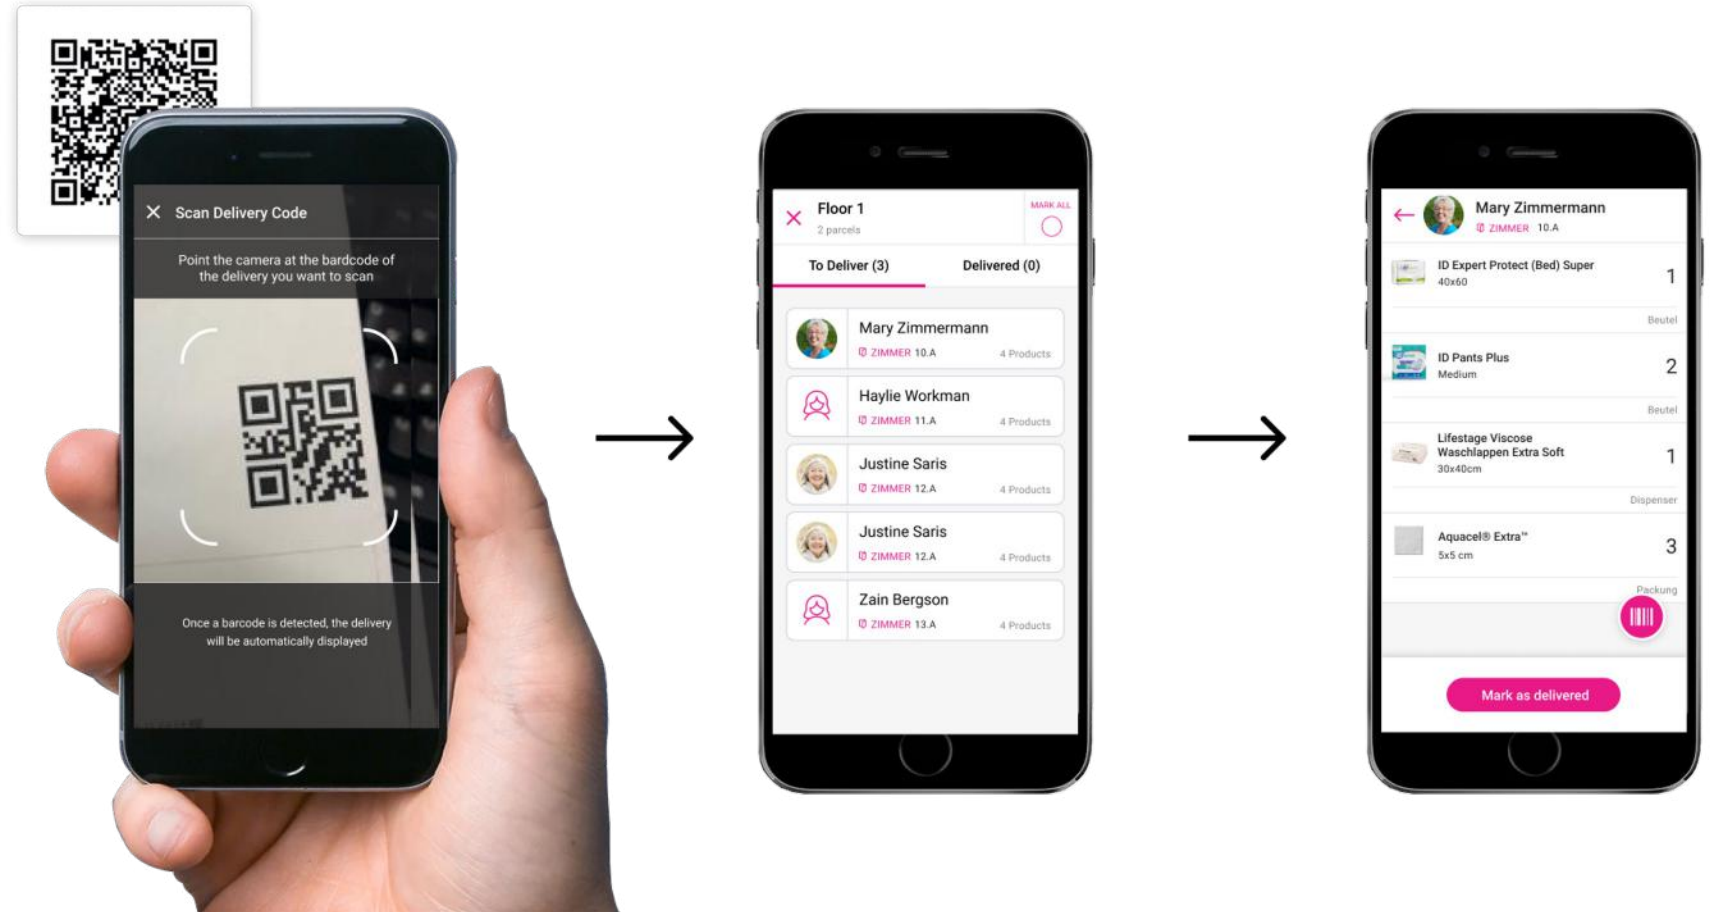 Scan Delivery Code
Point the camera at the bardcode of
the delivery you want to scan
Once a barcode is detected, the delivery
will be automatically displayed
Floor 1
2 parcels
MARK ALL
To Deliver (3)
Delivered (0)
Mary Zimmermann
ZIMMER 10.A
4 Products
Haylie Workman
ZIMMER 11.A
4 Products
Justine Saris
ZIMMER 12.A
4 Products
Justine Saris
ZIMMER 12.A
4 Products
Zain Bergson
ZIMMER 13.A
4 Products
Mary Zimmermann
ZIMMER 10.A
ID Expert Protect (Bed) Super
40x60
1
Beutel
ID Pants Plus
Medium
2
Beutel
Lifestage Viscose
Waschlappen Extra Soft
30x40cm
1
Dispenser
Aquacel® Extra™
5x5 cm
3
Packung
Mark as delivered